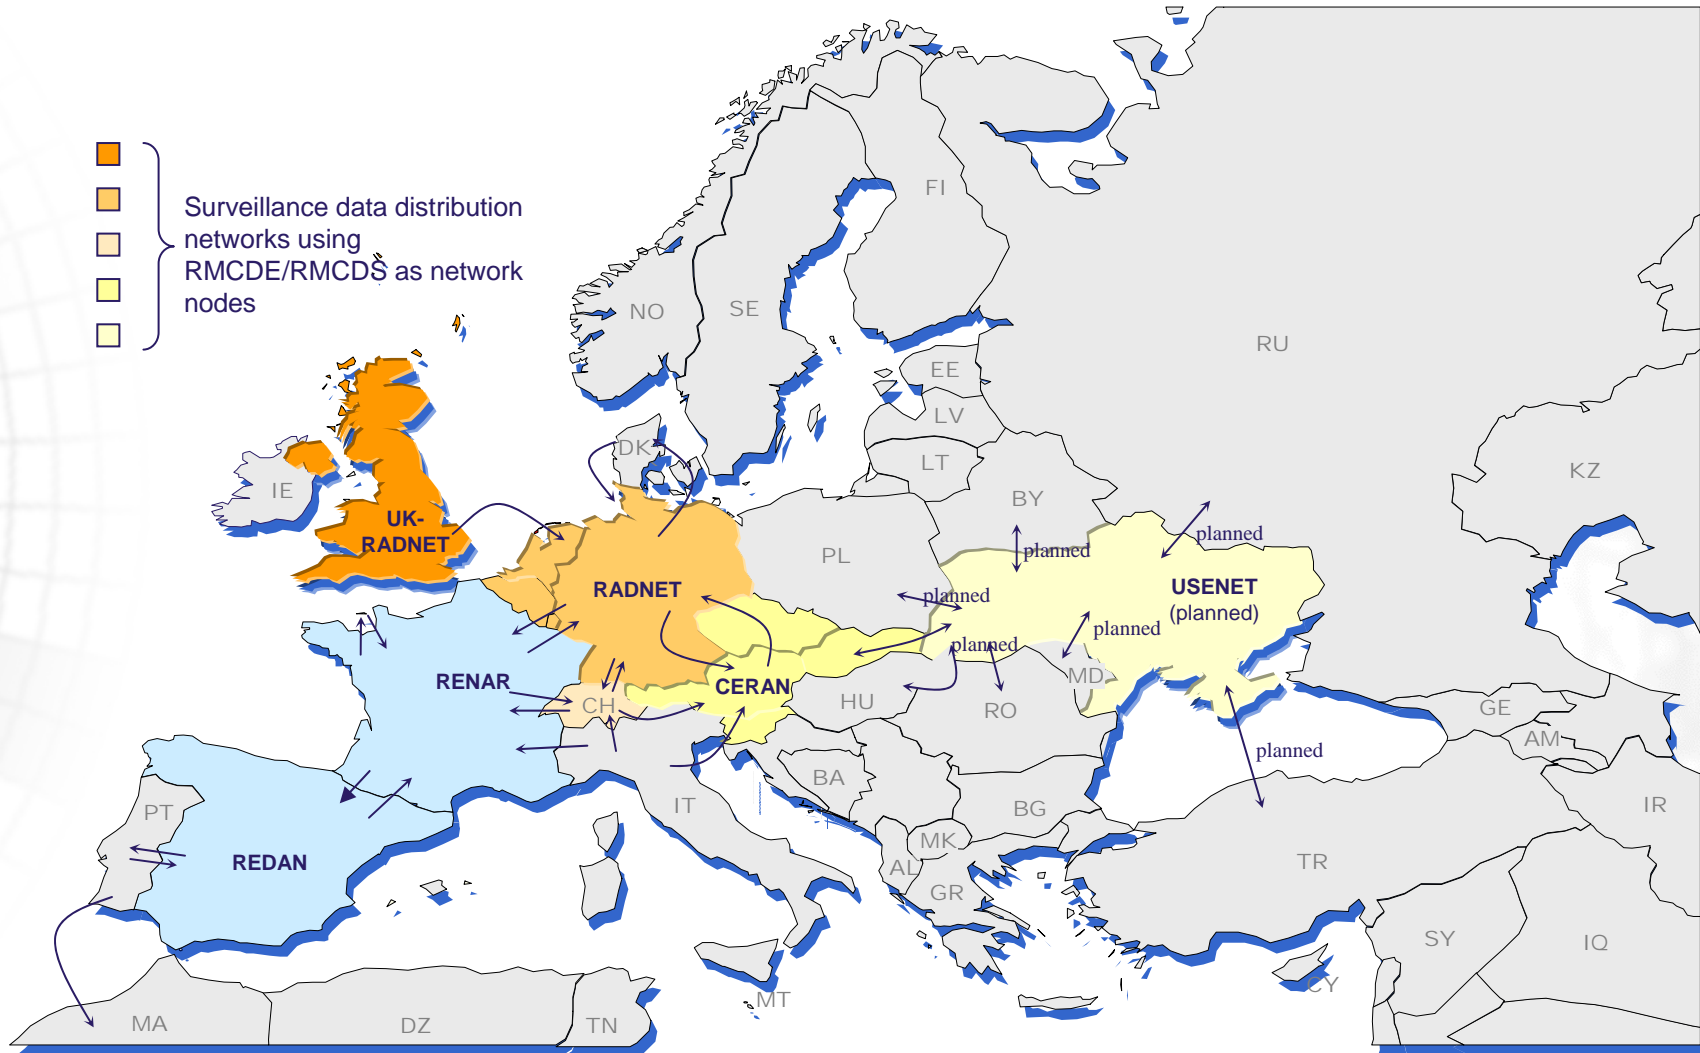 Surveillance data distribution
networks using
RMCDE/RMCDS as network
nodes
FI
NO
SE
RU
EE
LV
DK
LT
KZ
IE
BY
UK-
RADNET
PL
planned
planned
RADNET
USENET
(planned)
planned
planned
planned
RENAR
CERAN
MD
CH
HU
RO
GE
AM
planned
BA
IT
PT
BG
IR
MK
REDAN
AL
GR
TR
SY
IQ
CY
MT
MA
DZ
TN